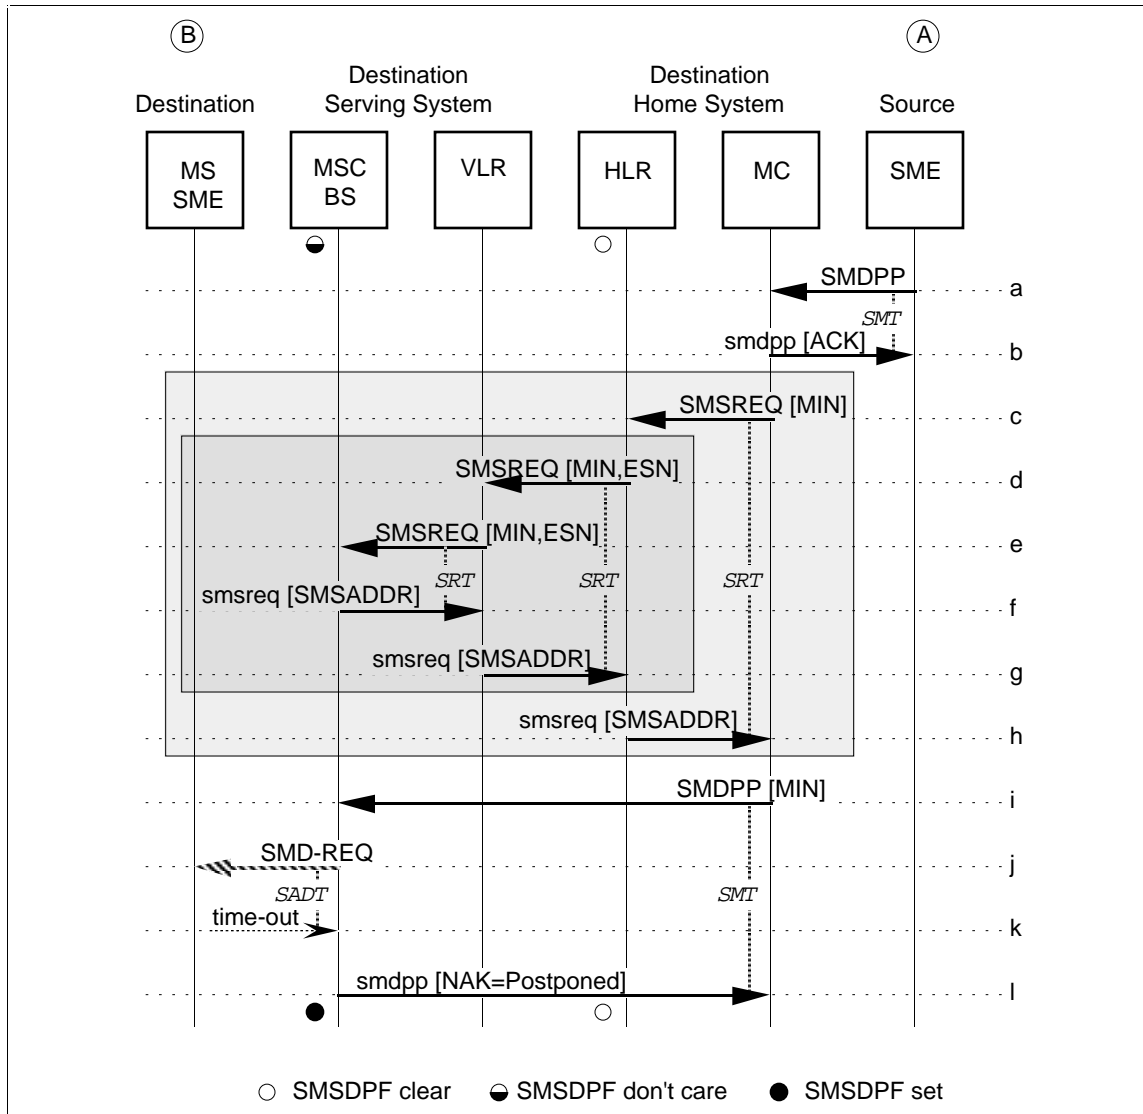 B
A
Destination
Destination
Serving System
Destination
Home System
Source
MS
SME
MSC
BS
VLR
HLR
MC
SME
SMDPP
a
SMT
smdpp [ACK]
b
SMSREQ [MIN]
c
SMSREQ [MIN,ESN]
d
SMSREQ [MIN,ESN]
e
SRT
SRT
SRT
smsreq [SMSADDR]
f
smsreq [SMSADDR]
g
smsreq [SMSADDR]
h
SMDPP [MIN]
i
SMD-REQ
j
SADT
SMT
time-out
k
smdpp [NAK=Postponed]
l
SMSDPF clear
SMSDPF don't care
SMSDPF set